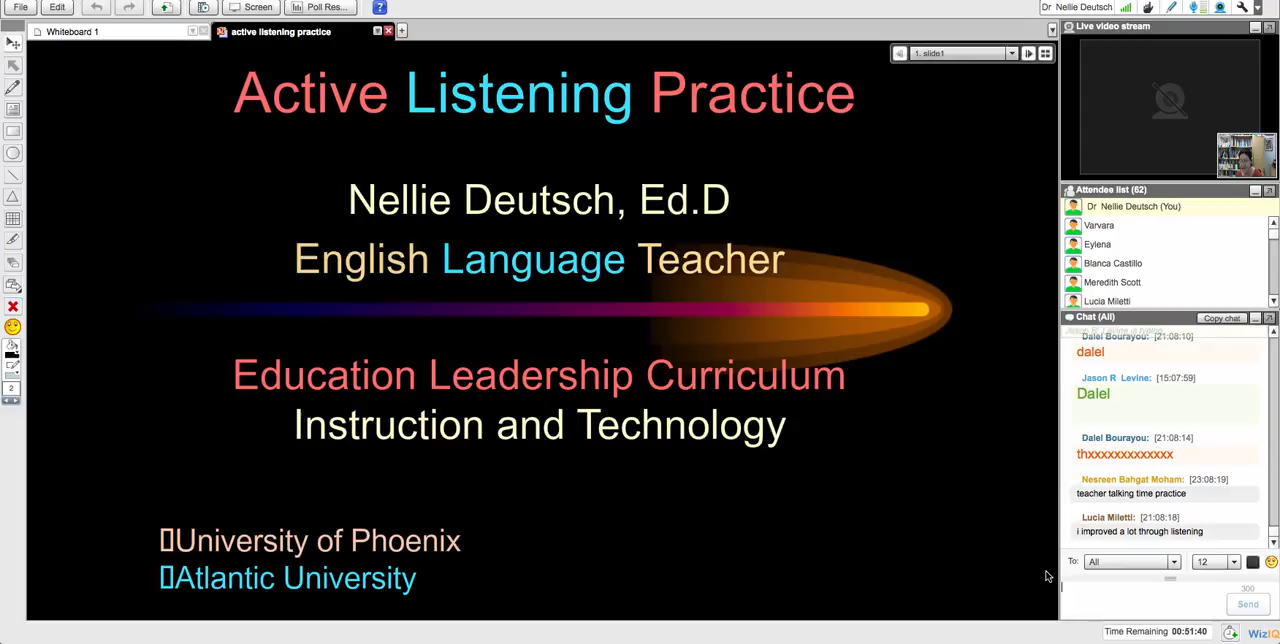 File Edit Screen Poll Res... ?
Dr Nellie Deutsch
Whiteboard 1
active listening practice
1. slide1
Active Listening Practice
Nellie Deutsch, Ed.D
English Language Teacher
Education Leadership Curriculum
Instruction and Technology
University of Phoenix
Atlantic University
2
Live video stream
Attendee list (62)
Dr Nellie Deutsch (You)
Varvara
Eylena
Blanca Castillo
Meredith Scott
Lucia Miletti
Chat (All)
Copy chat
Dalel Bourayou: [21:08:10]
dalel
Jason R Levine: [15:07:59]
Dalel
Dalel Bourayou: [21:08:14]
thxxxxxxxxxxxxx
Nesreen Bahgat Moham: [23:08:19]
teacher talking time practice
Lucia Miletti: [21:08:18]
i improved a lot through listening
To: All 12
300
Send
Time Remaining 00:51:40
WizIQ